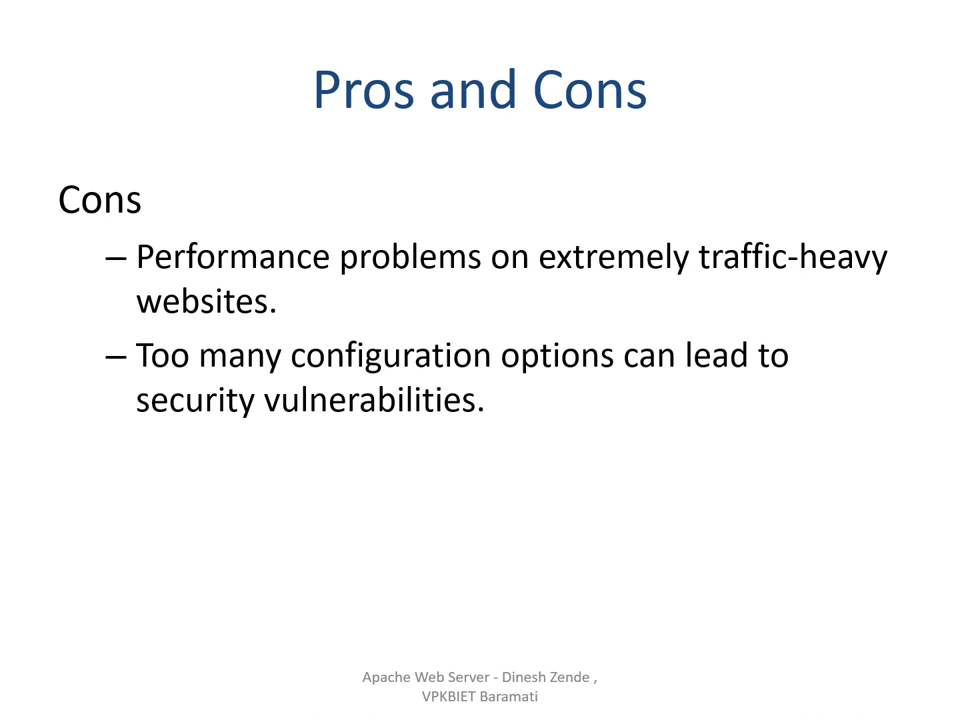 Pros and Cons
Cons
– Performance problems on extremely traffic-heavy
websites.
– Too many configuration options can lead to
security vulnerabilities.
Apache Web Server - Dinesh Zende ,
VPKBIET Baramati